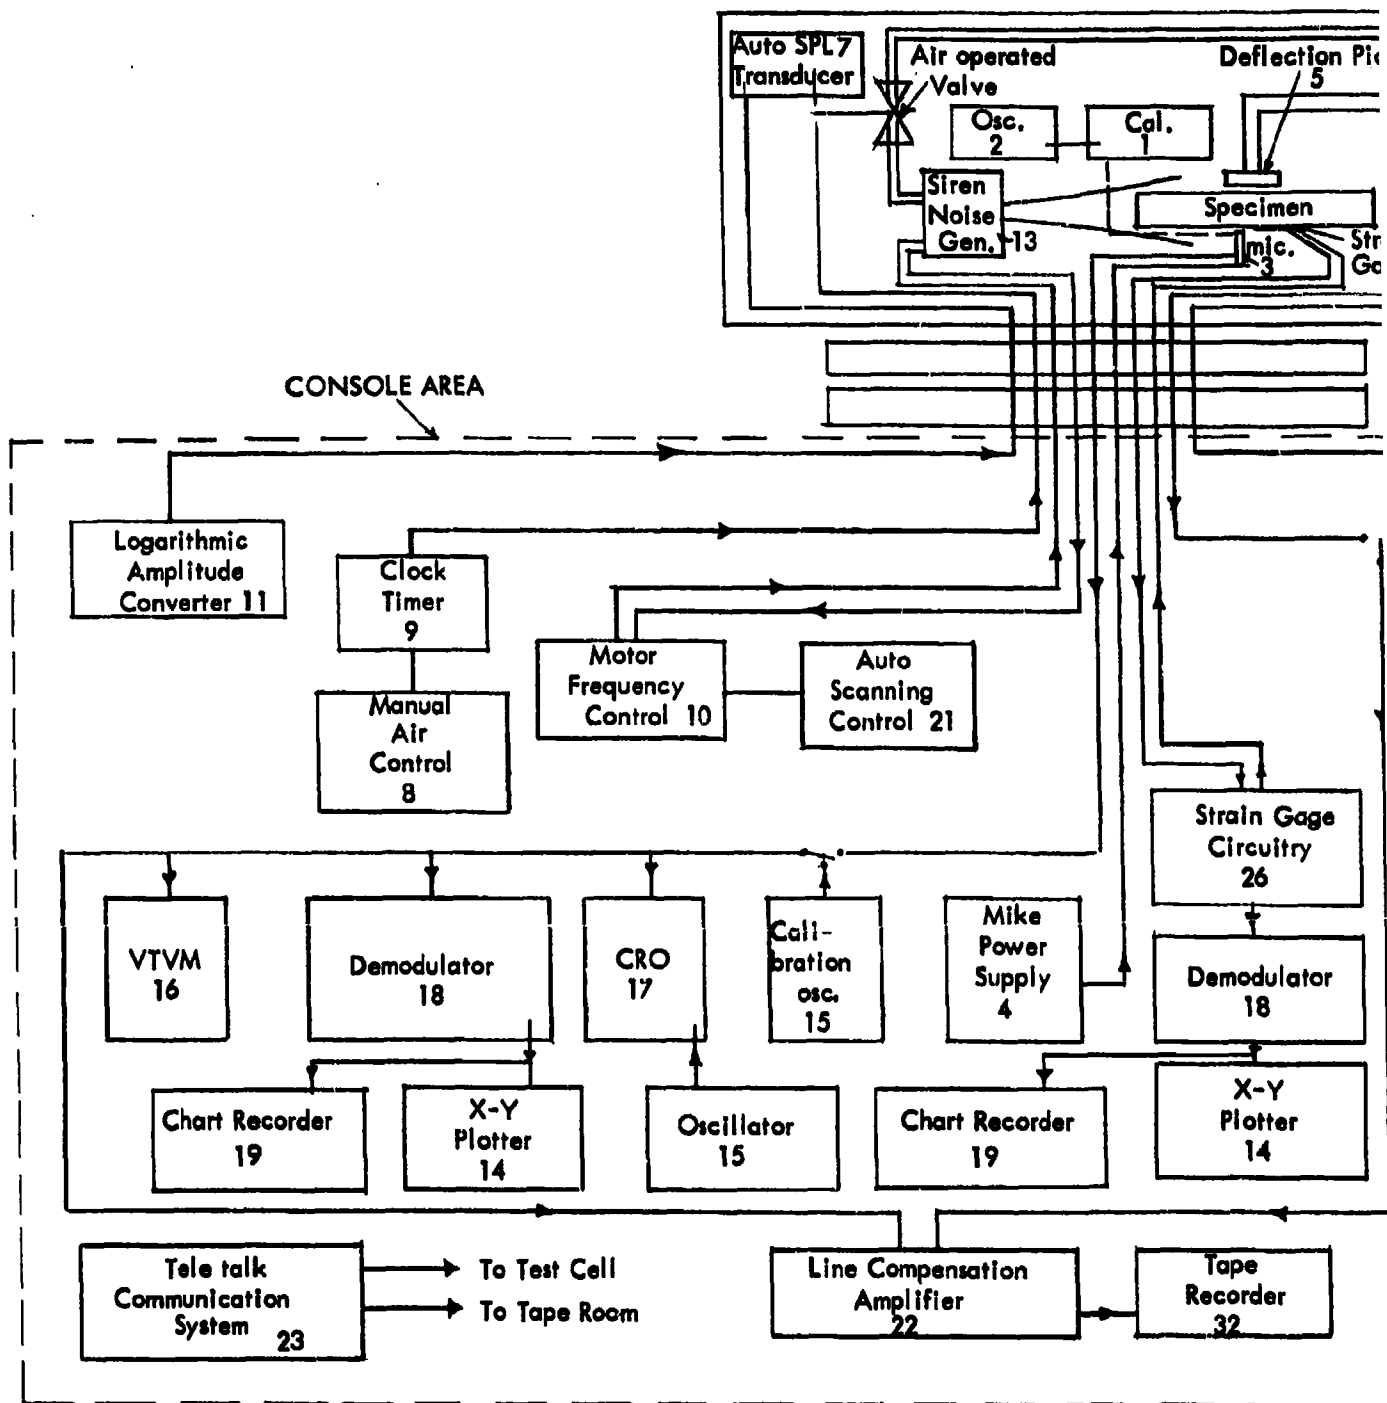 Auto SPL 7
Transducer
Air operated
Valve
Deflection
5
Osc.
2
Cal.
1
Siren
Noise
Gen.
13
Specimen
mic.
3
CONSOLE AREA
Logarithmic
Amplitude
Converter 11
Clock
Timer
9
Manual
Air
Control
8
Motor
Frequency
Control 10
Auto
Scanning
Control 21
Strain Gage
Circuitry
26
VTVM
16
Demodulator
18
CRO
17
Cali-
bration
osc.
15
Mike
Power
Supply
4
Demodulator
18
Chart Recorder
19
X-Y
Plotter
14
Oscillator
15
Chart Recorder
19
X-Y
Plotter
14
Tele talk
Communication
System
23
To Test Cell
To Tape Room
Line Compensation
Amplifier
22
Tape
Recorder
32